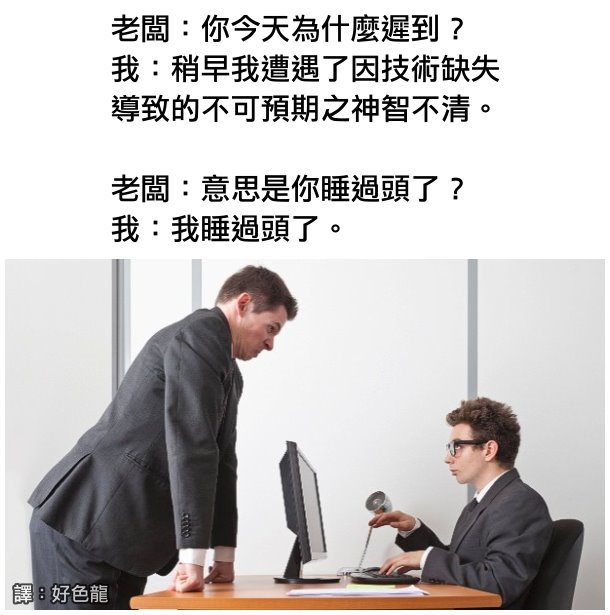 老闆：你今天為什麼遲到？
我：稍早我遭遇了因技術缺失
導致的不可預期之神智不清。
老闆：意思是你睡過頭了？
我：我睡過頭了。
譯：好色龍